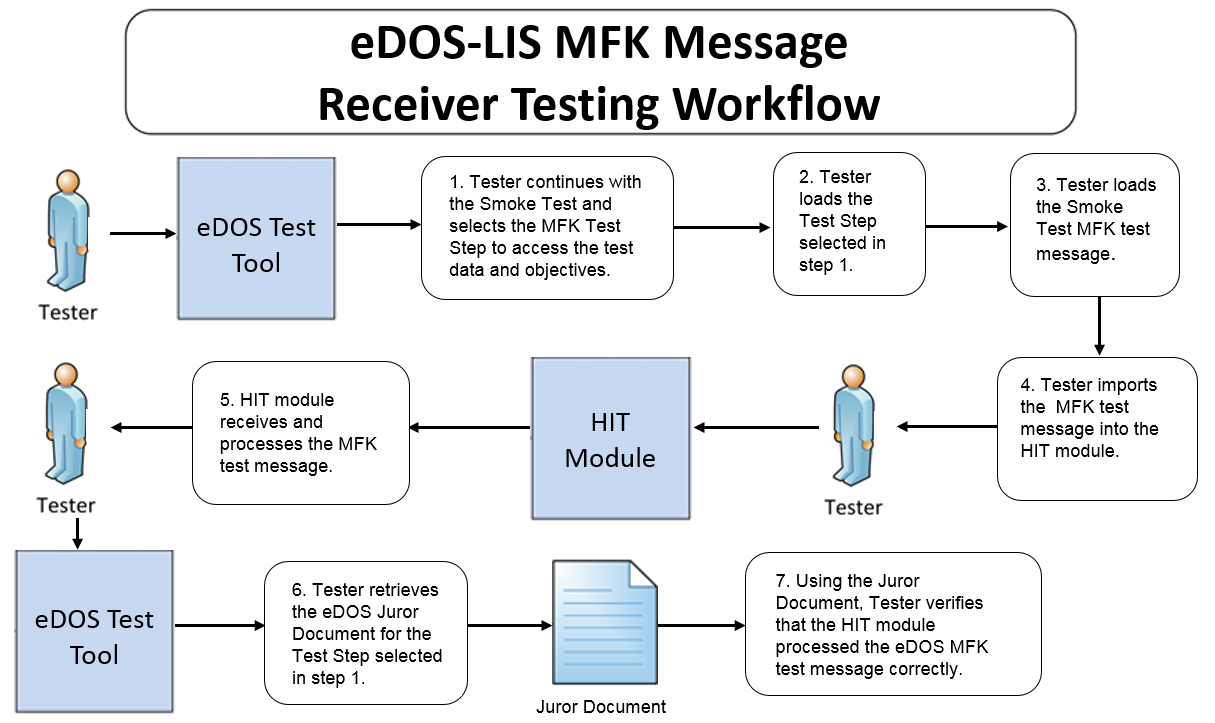 eDOS-LIS MFK Message
Receiver Testing Workflow
Tester
eDOS Test
Tool
1. Tester continues with
the Smoke Test and
selects the MFK Test
Step to access the test
data and objectives.
2. Tester
loads the
Test Step
selected in
step 1.
3. Tester loads
the Smoke
Test MFK test
message.
4. Tester imports
the MFK test
message into the
HIT module.
Tester
HIT
Module
5. HIT module
receives and
processes the MFK
test message.
Tester
eDOS Test
Tool
6. Tester retrieves
the eDOS Juror
Document for the
Test Step selected
in step 1.
Juror Document
7. Using the Juror
Document, Tester verifies
that the HIT module
processed the eDOS MFK
test message correctly.